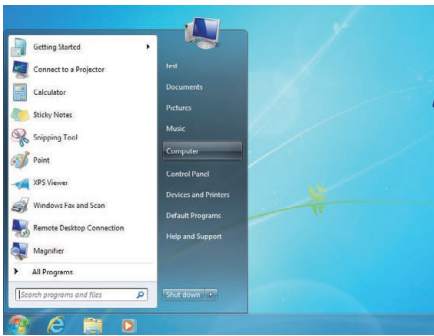 Getting Started
Connect to a Projector
Calculator
Sticky Notes
Snipping Tool
Paint
XPS Viewer
Windows Fax and Scan
Remote Desktop Connection
Magnifier
All Programs
Search programs and files
test
Documents
Pictures
Music
Computer
Control Panel
Devices and Printers
Default Programs
Help and Support
Shut down